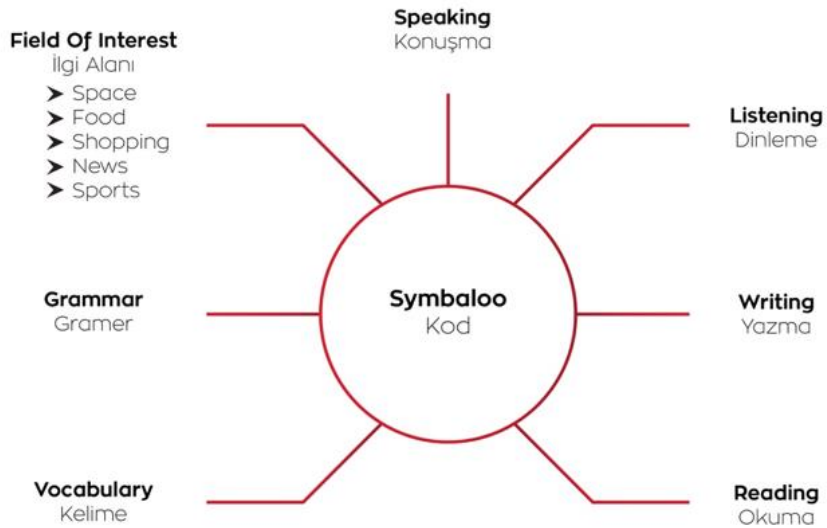 Speaking
Konuşma
Field Of Interest
İlgi Alanı
➤ Space
➤ Food
➤ Shopping
➤ News
➤ Sports
Listening
Dinleme
Grammar
Gramer
Symbaloo
Kod
Writing
Yazma
Vocabulary
Kelime
Reading
Okuma